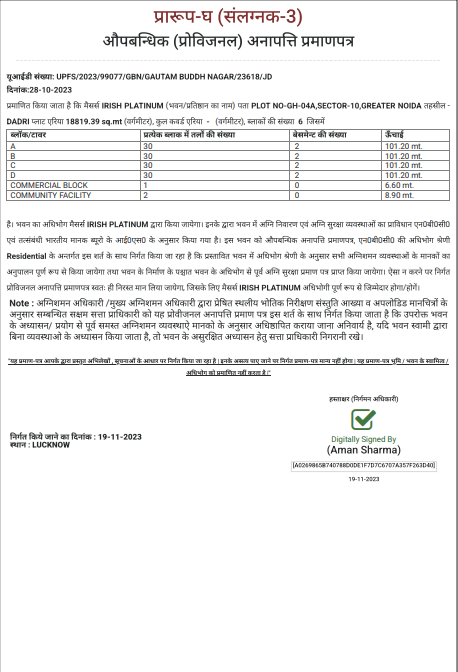 प्रारूप-घ (संलग्नक-3)
औपबन्धिक (प्रोविजनल) अनापत्ति प्रमाणपत्र
यूआईडी संख्या: UPFS/2023/99077/GBN/GAUTAM BUDDH NAGAR/23618/JD
दिनांक:28-10-2023
प्रमाणित किया जाता है कि मैसर्स IRISH PLATINUM (भवन/प्रतिष्ठान का नाम) पता PLOT NO-GH-04A,SECTOR-10,GREATER NOIDA तहसील -
DADRI प्लाट एरिया 18819.39 sq.mt (वर्गमीटर), कुल कवर्ड एरिया - (वर्गमीटर), ब्लाकों की संख्या 6 जिसमें
ब्लॉक/टावर प्रत्येक ब्लाक में तलों की संख्या बेसमेन्ट की संख्या ऊँचाई
A 30 2 101.20 mt.
B 30 2 101.20 mt.
C 30 2 101.20 mt.
D 30 2 101.20 mt.
COMMERCIAL BLOCK 1 0 6.60 mt.
COMMUNITY FACILITY 2 0 8.90 mt.
है। भवन का अधिभोग मैसर्स IRISH PLATINUM द्वारा किया जायेगा। इनके द्वारा भवन में अग्नि निवारण एवं अग्नि सुरक्षा व्यवस्थाओं का प्राविधान एन0बी0सी0
एवं तत्संबंधी भारतीय मानक ब्यूरो के आई0एस0 के अनुसार किया गया है। इस भवन को औपबन्धिक अनापत्ति प्रमाणपत्र, एन0बी0सी0 की अधिभोग श्रेणी
Residential के अन्तर्गत इस शर्त के साथ निर्गत किया जा रहा है कि प्रस्तावित भवन में अधिभोग श्रेणी के अनुसार सभी अग्निशमन व्यवस्थाओं के मानकों का
अनुपालन पूर्ण रूप से किया जायेगा तथा भवन के निर्माण के पश्चात भवन के अधिभोग से पूर्व अग्नि सुरक्षा प्रमाण पत्र प्राप्त किया जायेगा। ऐसा न करने पर निर्गत
प्रोविजनल अनापत्ति प्रमाणपत्र स्वतः ही निरस्त मान लिया जायेगा, जिसके लिए मैसर्स IRISH PLATINUM अधिभोगी पूर्ण रूप से जिम्मेदार होगा/होगें।
Note : अग्निशमन अधिकारी /मुख्य अग्निशमन अधिकारी द्वारा प्रेषित स्थलीय भौतिक निरीक्षण संस्तुति आख्या व अपलोडिड मानचित्रों के
अनुसार सम्बन्धित सक्षम सत्ता प्राधिकारी को यह प्रोवीजनल प्रमाण पत्र इस शर्त के साथ निर्गत किया जाता है कि उपरोक्त भवन
के अध्यासन/ प्रयोग से पूर्व समस्त अग्निशमन व्यवस्थाऐ मानको के अनुसार अधिष्ठापित कराया जाना अनिवार्य है, यदि भवन स्वामी द्वारा
बिना व्यवस्थाओ के अध्यासन किया जाता है, तो भवन के असुरक्षित अध्यासन हेतु सत्ता प्राधिकारी निगरानी रखे।
"यह प्रमाण-पत्र आपके द्वारा प्रस्तुत अभिलेखों , सूचनाओं के आधार पर निर्गत किया जा रहा है | इनके असत्य पाए जाने पर निर्गत प्रमाण-पत्र मान्य नहीं होगा | यह प्रमाण-पत्र भूमि / भवन के स्वामित्व /
अधिभोग को प्रमाणित नहीं करता है |"
हस्ताक्षर (निर्गमन अधिकारी)
Digitally Signed By
(Aman Sharma)
निर्गत किये जाने का दिनांक : 19-11-2023
स्थान : LUCKNOW
19-11-2023